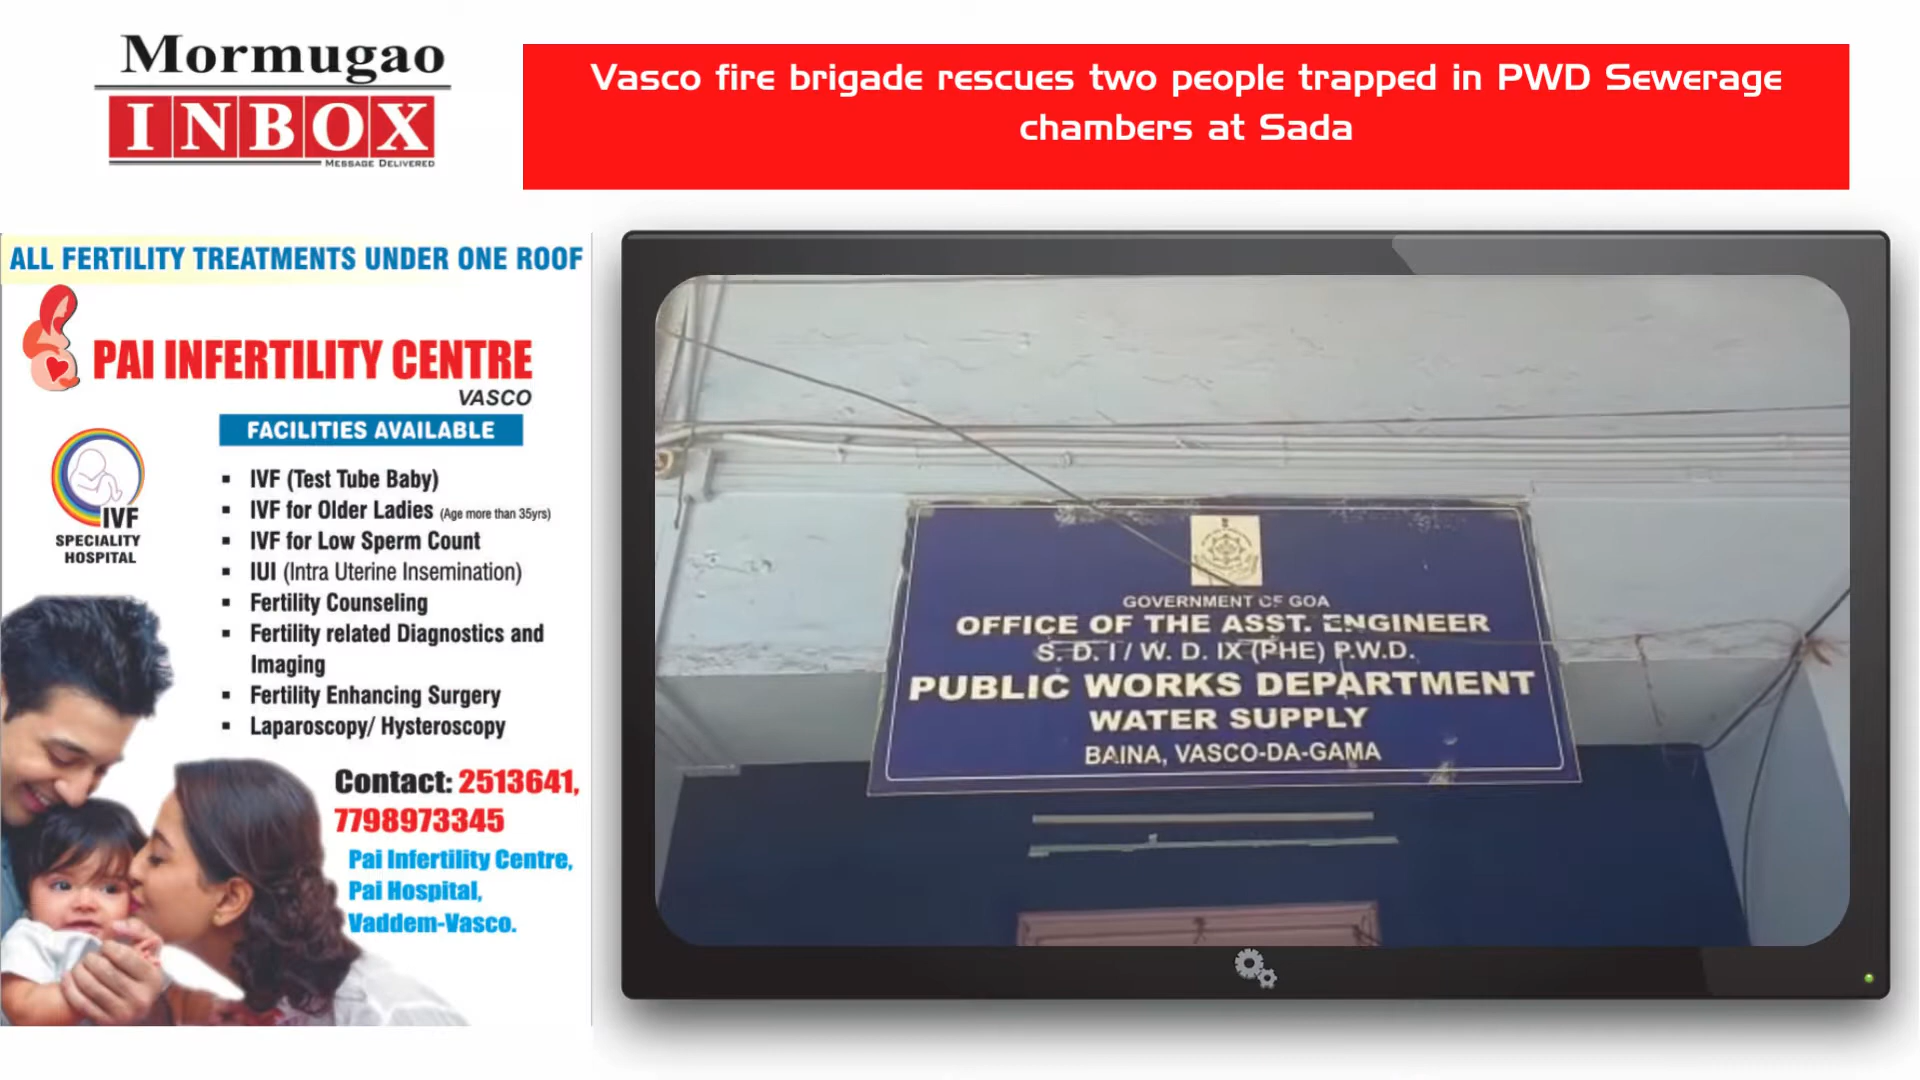 Mormugao
INBOX
MESSAGE DELIVERED
Vasco fire brigade rescues two people trapped in PWD Sewerage
chambers at Sada
ALL FERTILITY TREATMENTS UNDER ONE ROOF
PAI INFERTILITY CENTRE
VASCO
FACILITIES AVAILABLE
IVF
SPECIALITY
HOSPITAL
▪ IVF (Test Tube Baby)
▪ IVF for Older Ladies (Age more than 35yrs)
▪ IVF for Low Sperm Count
▪ IUI (Intra Uterine Insemination)
▪ Fertility Counseling
▪ Fertility related Diagnostics and
Imaging
▪ Fertility Enhancing Surgery
▪ Laparoscopy/ Hysteroscopy
Contact: 2513641,
7798973345
Pai Infertility Centre,
Pai Hospital,
Vaddem-Vasco.
GOVERNMENT OF GOA
OFFICE OF THE ASST. ENGINEER
S. D. I / W. D. IX (PHE) P.W.D.
PUBLIC WORKS DEPARTMENT
WATER SUPPLY
BAINA, VASCO-DA-GAMA